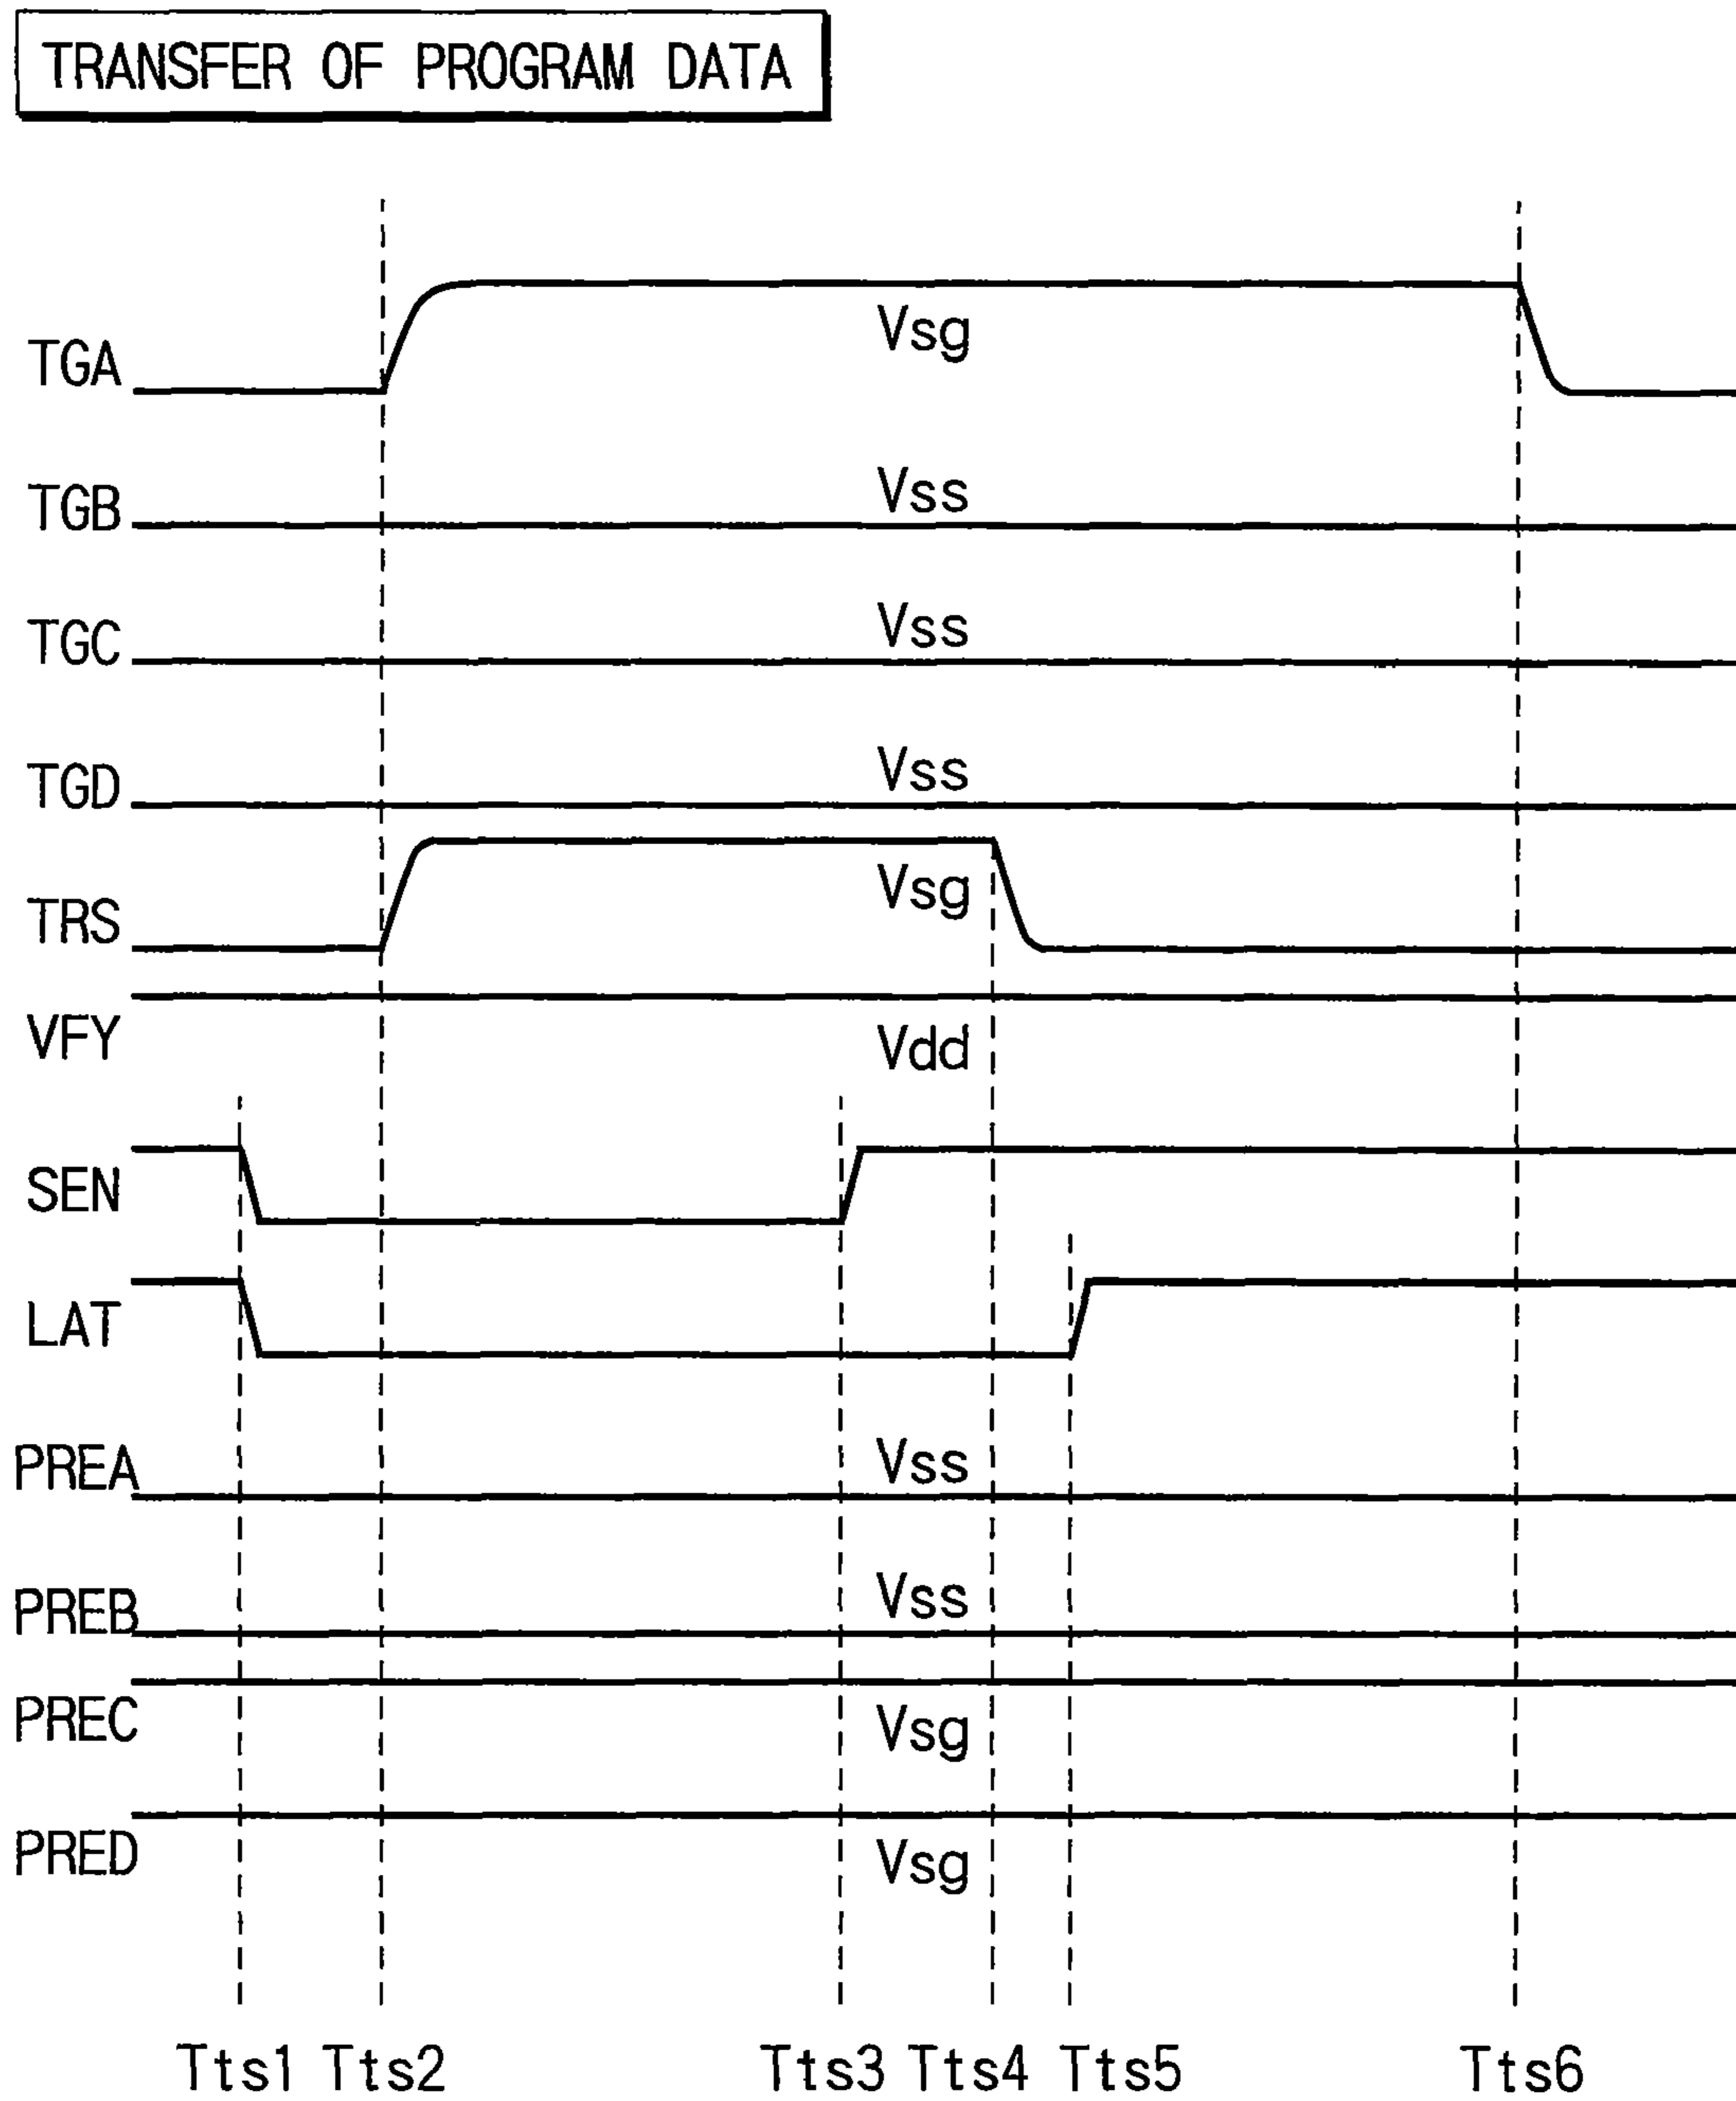 TRANSFER OF PROGRAM DATA
TGA Vsg
TGB Vss
TGC Vss
TGD Vss
TRS Vsg
VFY Vdd
SEN
LAT
PREA Vss
PREB Vss
PREC Vsg
PRED Vsg
Tts1 Tts2 Tts3 Tts4 Tts5 Tts6